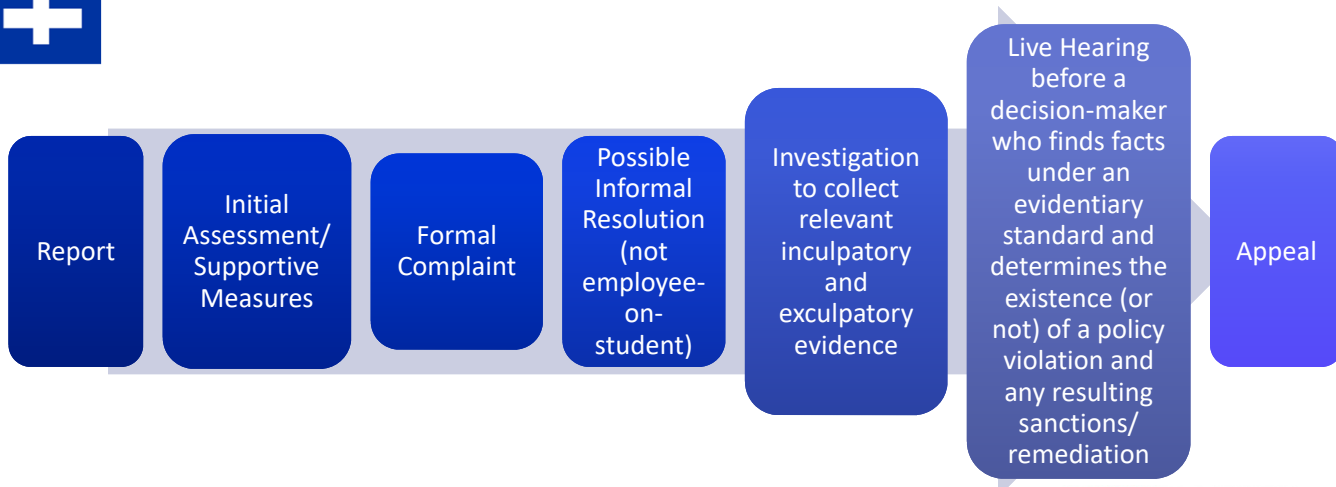 Report
Initial
Assessment/
Supportive
Measures
Formal
Complaint
Possible
Informal
Resolution
(not
employee-
on-
student)
Investigation
to collect
relevant
inculpatory
and
exculpatory
evidence
Live Hearing
before a
decision-maker
who finds facts
under an
evidentiary
standard and
determines the
existence (or
not) of a policy
violation and
any resulting
sanctions/
remediation
Appeal